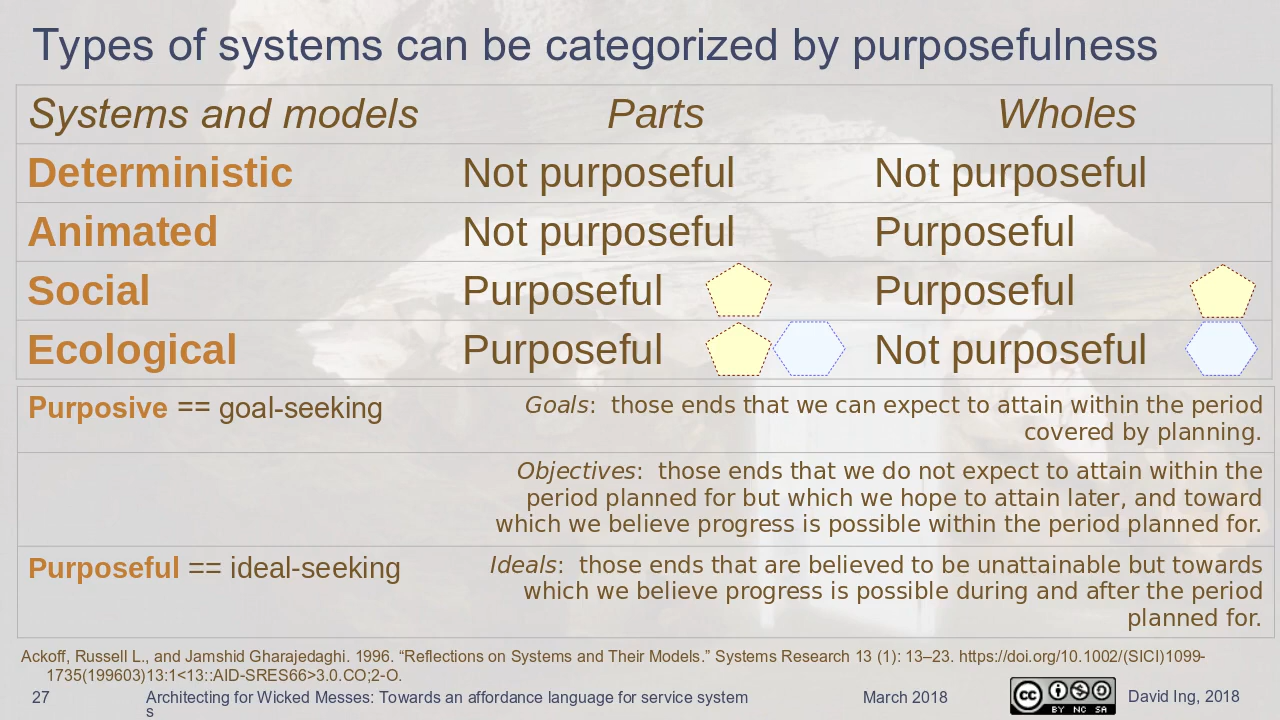 Types of systems can be categorized by purposefulness
Systems and models Parts Wholes
Deterministic Not purposeful Not purposeful
Animated Not purposeful Purposeful
Social Purposeful Purposeful
Ecological Purposeful Not purposeful
Purposive == goal-seeking Goals: those ends that we can expect to attain within the period
covered by planning.
Objectives: those ends that we do not expect to attain within the
period planned for but which we hope to attain later, and toward
which we believe progress is possible within the period planned for.
Purposeful == ideal-seeking Ideals: those ends that are believed to be unattainable but towards
which we believe progress is possible during and after the period
planned for.
Ackoff, Russell L., and Jamshid Gharajedaghi. 1996. “Reflections on Systems and Their Models.” Systems Research 13 (1): 13–23. https://doi.org/10.1002/(SICI)1099-
1735(199603)13:1<13::AID-SRES66>3.0.CO;2-O.
27 Architecting for Wicked Messes: Towards an affordance language for service system
s
March 2018
cc BY NC SA
David Ing, 2018